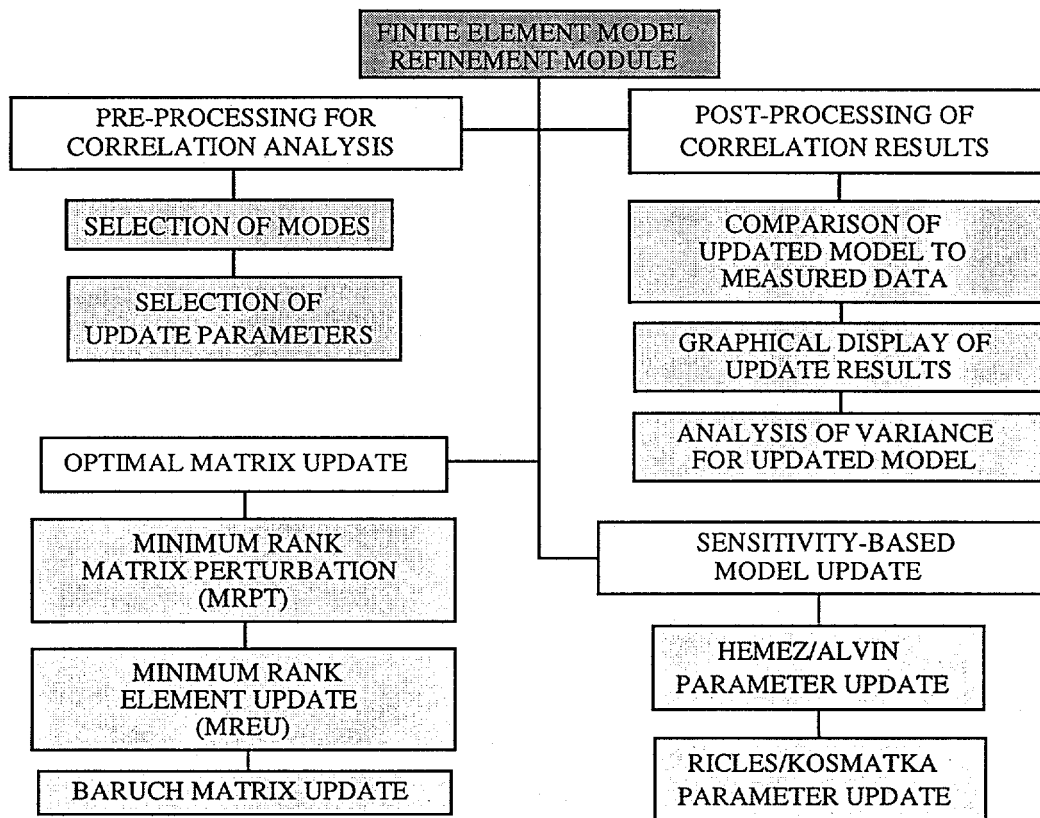 FINITE ELEMENT MODEL
REFINEMENT MODULE
PRE-PROCESSING FOR
CORRELATION ANALYSIS
SELECTION OF MODES
SELECTION OF
UPDATE PARAMETERS
POST-PROCESSING OF
CORRELATION RESULTS
COMPARISON OF
UPDATED MODEL TO
MEASURED DATA
GRAPHICAL DISPLAY OF
UPDATE RESULTS
ANALYSIS OF VARIANCE
FOR UPDATED MODEL
OPTIMAL MATRIX UPDATE
MINIMUM RANK
MATRIX PERTURBATION
(MRPT)
MINIMUM RANK
ELEMENT UPDATE
(MREU)
BARUCH MATRIX UPDATE
SENSITIVITY-BASED
MODEL UPDATE
HEMEZ/ALVIN
PARAMETER UPDATE
RICLES/KOSMATKA
PARAMETER UPDATE